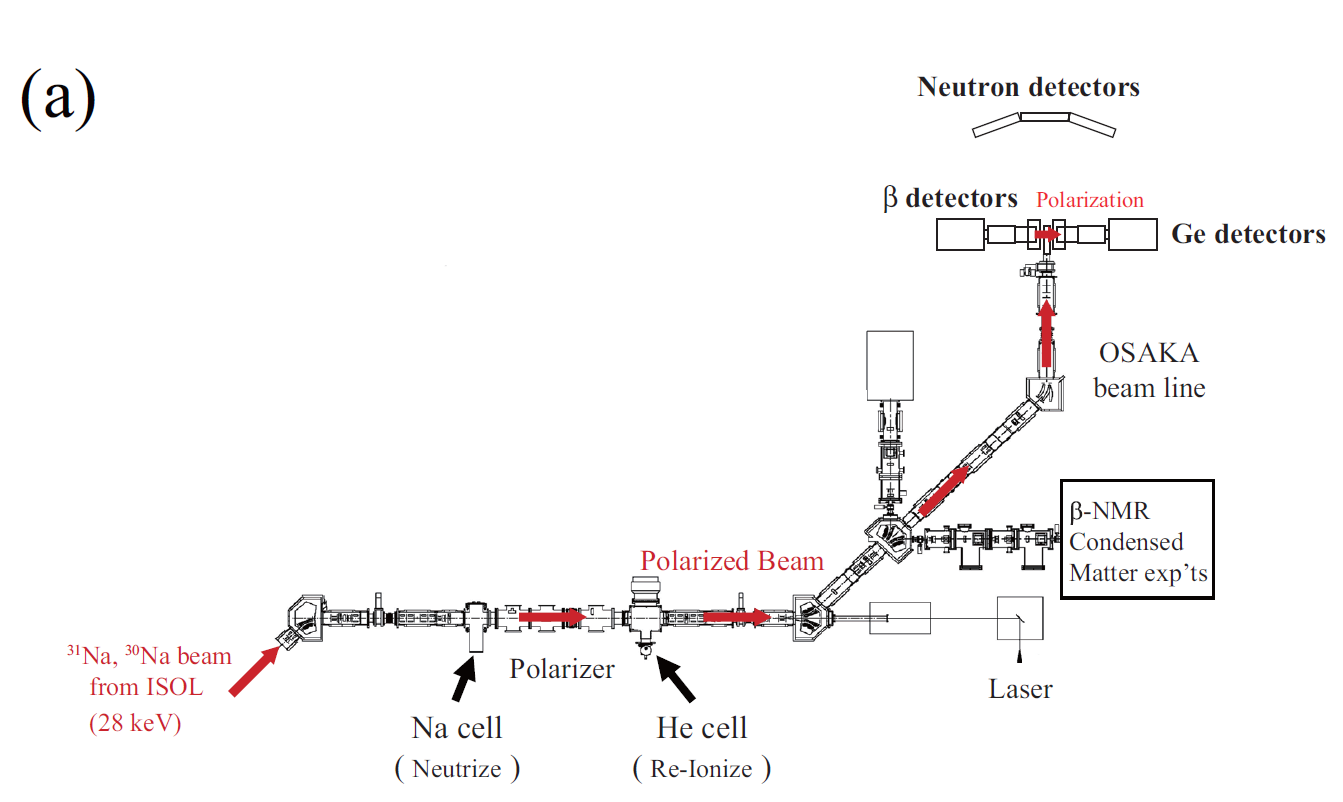 (a)
Neutron detectors
β detectors
Polarization
Ge detectors
OSAKA
beam line
β-NMR
Condensed
Matter exp'ts
Polarized Beam
³¹Na, ³⁰Na beam
from ISOL
(28 keV)
Polarizer
Laser
Na cell
( Neutrize )
He cell
( Re-Ionize )